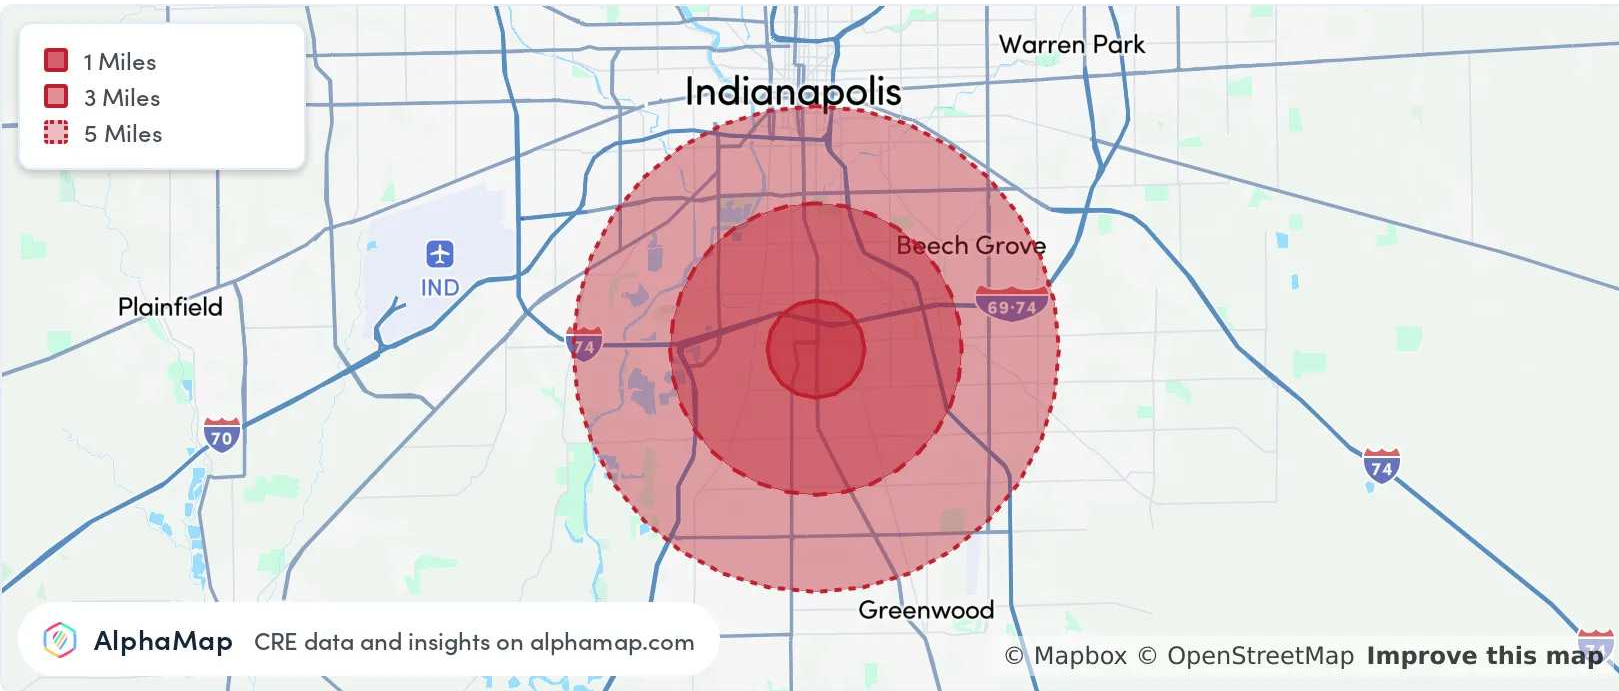 1 Miles
3 Miles
5 Miles
Warren Park
Indianapolis
Beech Grove
IND
Plainfield
69·74
74
70
74
Greenwood
74
AlphaMap CRE data and insights on alphamap.com
© Mapbox © OpenStreetMap Improve this map